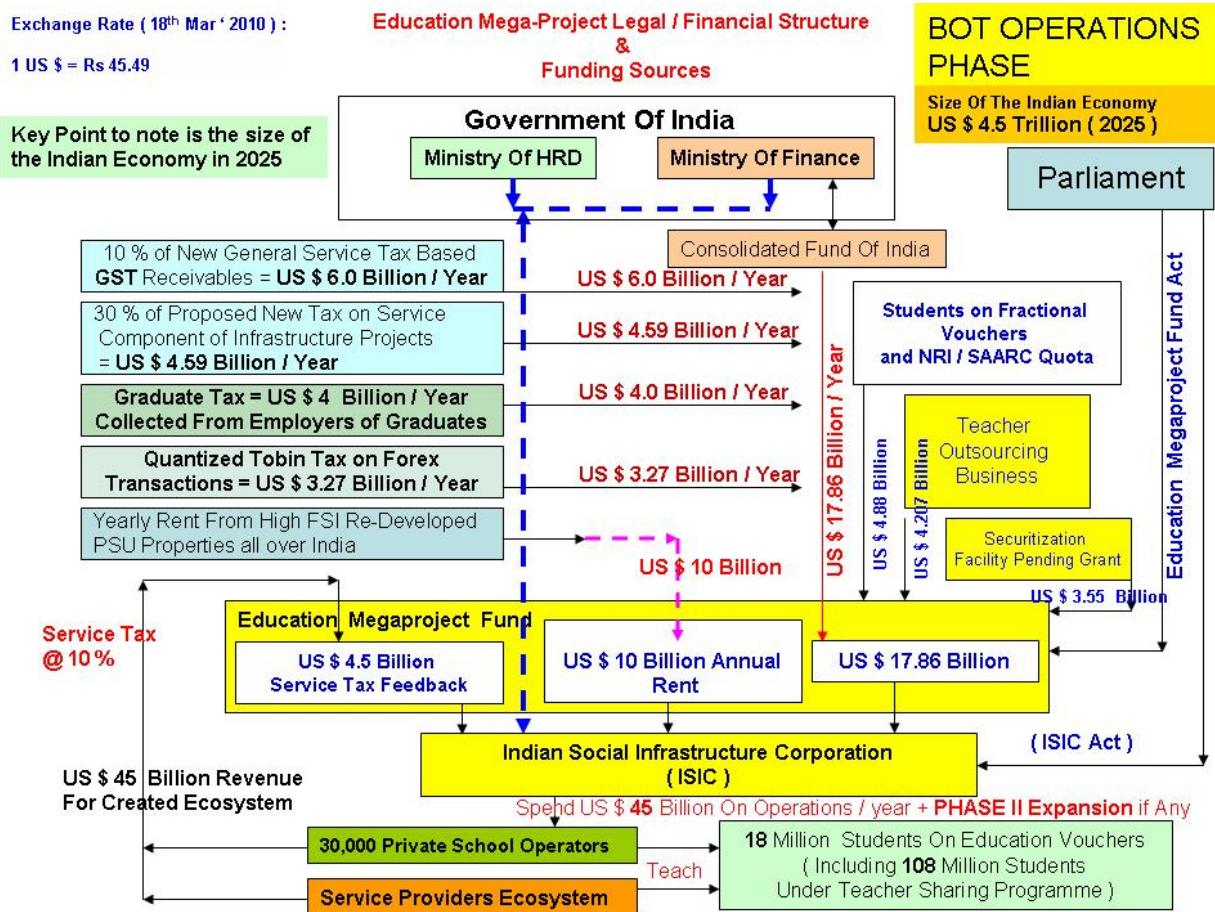 Exchange Rate ( 18th Mar ‘ 2010 ) :
1 US $ = Rs 45.49
Education Mega-Project Legal / Financial Structure
&
Funding Sources
BOT OPERATIONS
PHASE
Size Of The Indian Economy
US $ 4.5 Trillion ( 2025 )
Key Point to note is the size of
the Indian Economy in 2025
Government Of India
Ministry Of HRD
Ministry Of Finance
Parliament
Consolidated Fund Of India
10 % of New General Service Tax Based
GST Receivables = US $ 6.0 Billion / Year
US $ 6.0 Billion / Year
30 % of Proposed New Tax on Service
Component of Infrastructure Projects
= US $ 4.59 Billion / Year
US $ 4.59 Billion / Year
Graduate Tax = US $ 4 Billion / Year
Collected From Employers of Graduates
US $ 4.0 Billion / Year
Quantized Tobin Tax on Forex
Transactions = US $ 3.27 Billion / Year
US $ 3.27 Billion / Year
Yearly Rent From High FSI Re-Developed
PSU Properties all over India
US $ 10 Billion
US $ 17.86 Billion / Year
Students on Fractional
Vouchers
and NRI / SAARC Quota
US $ 4.88 Billion
US $ 4.207 Billion
Teacher
Outsourcing
Business
Securitization
Facility Pending Grant
US $ 3.55 Billion
Education Megaproject Fund Act
Education Megaproject Fund
US $ 4.5 Billion
Service Tax Feedback
US $ 10 Billion Annual
Rent
US $ 17.86 Billion
Service Tax
@ 10 %
Indian Social Infrastructure Corporation
( ISIC )
( ISIC Act )
US $ 45 Billion Revenue
For Created Ecosystem
Spend US $ 45 Billion On Operations / year + PHASE II Expansion if Any
30,000 Private School Operators
Service Providers Ecosystem
Teach
18 Million Students On Education Vouchers
( Including 108 Million Students
Under Teacher Sharing Programme )